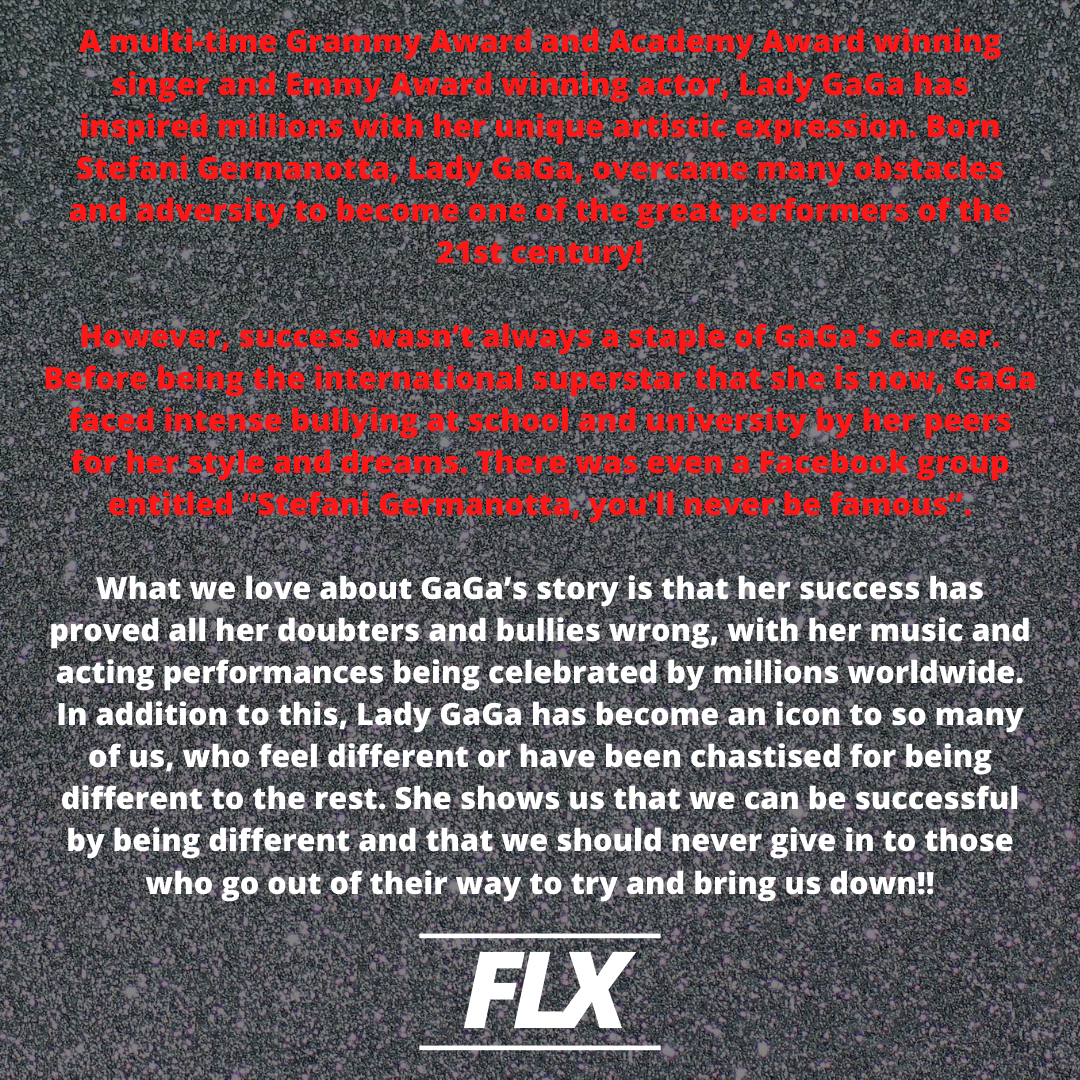 A multi-time Grammy Award and Academy Award winning
singer and Emmy Award winning actor, Lady GaGa has
inspired millions with her unique artistic expression. Born
Stefani Germanotta, Lady GaGa, overcame many obstacles
and adversity to become one of the great performers of the
21st century!
However, success wasn’t always a staple of GaGa’s career.
Before being the international superstar that she is now, GaGa
faced intense bullying at school and university by her peers
for her style and dreams. There was even a Facebook group
entitled “Stefani Germanotta, you’ll never be famous”.
What we love about GaGa’s story is that her success has
proved all her doubters and bullies wrong, with her music and
acting performances being celebrated by millions worldwide.
In addition to this, Lady GaGa has become an icon to so many
of us, who feel different or have been chastised for being
different to the rest. She shows us that we can be successful
by being different and that we should never give in to those
who go out of their way to try and bring us down!!
FLX